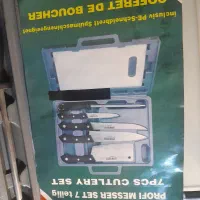 COFFRET DE BOUCHER
inclusiv PE-Schneidbrett Spülmaschinengeeignet
PROFI MESSER SET 7 teilig
7PCS CUTLERY SET